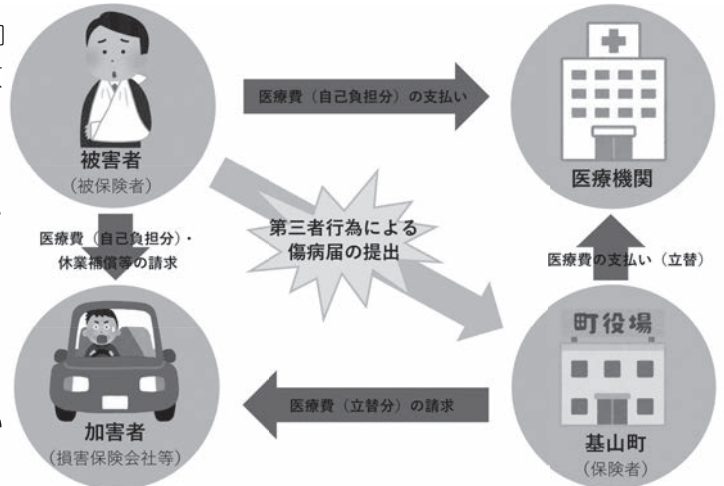 医療費（自己負担分）の支払い
被害者
（被保険者）
医療機関
第三者行為による
傷病届の提出
医療費（自己負担分）・
休業補償等の請求
医療費の支払い（立替）
町役場
医療費（立替分）の請求
加害者
（損害保険会社等）
基山町
（保険者）